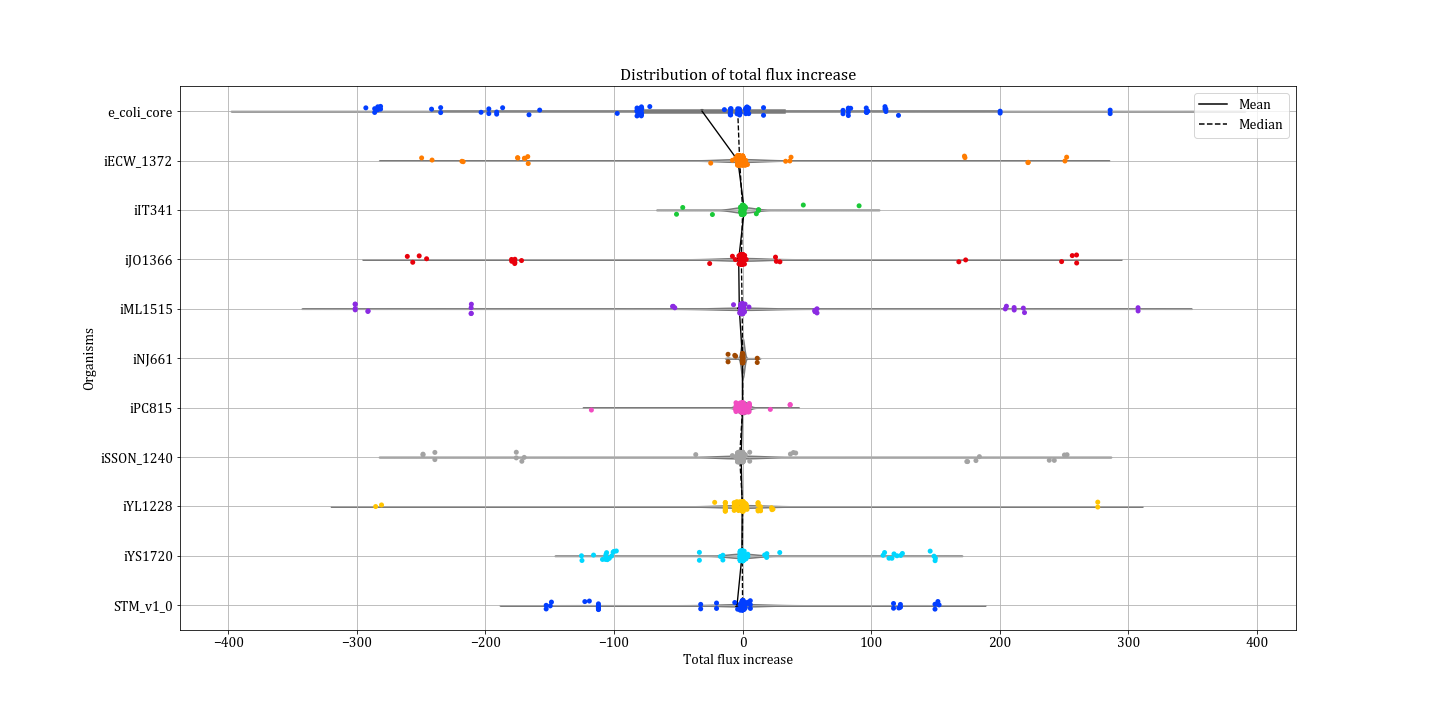 Distribution of total flux increase
Mean
Median
Organisms
e_coli_core
iECW_1372
iIT341
iJO1366
iML1515
iNJ661
iPC815
iSSON_1240
iYL1228
iYS1720
STM_v1_0
−400 −300 −200 −100 0 100 200 300 400
Total flux increase